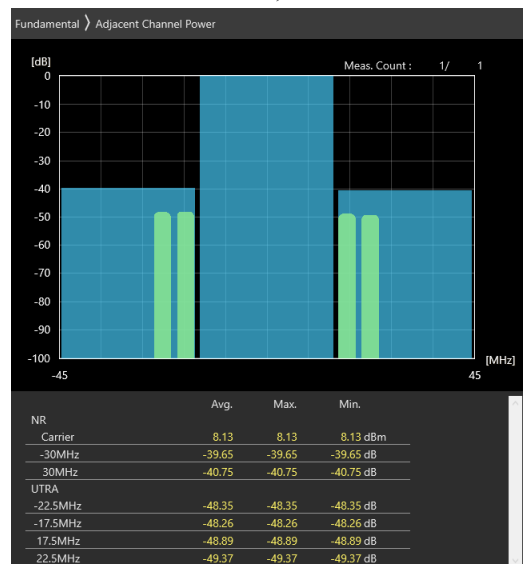 Fundamental ⟩ Adjacent Channel Power
[dB]
Meas. Count : 1/ 1
0
-10
-20
-30
-40
-50
-60
-70
-80
-90
-100
[MHz]
-45 45
Avg. Max. Min.
NR
Carrier 8.13 8.13 8.13 dBm
-30MHz -39.65 -39.65 -39.65 dB
30MHz -40.75 -40.75 -40.75 dB
UTRA
-22.5MHz -48.35 -48.35 -48.35 dB
-17.5MHz -48.26 -48.26 -48.26 dB
17.5MHz -48.89 -48.89 -48.89 dB
22.5MHz -49.37 -49.37 -49.37 dB